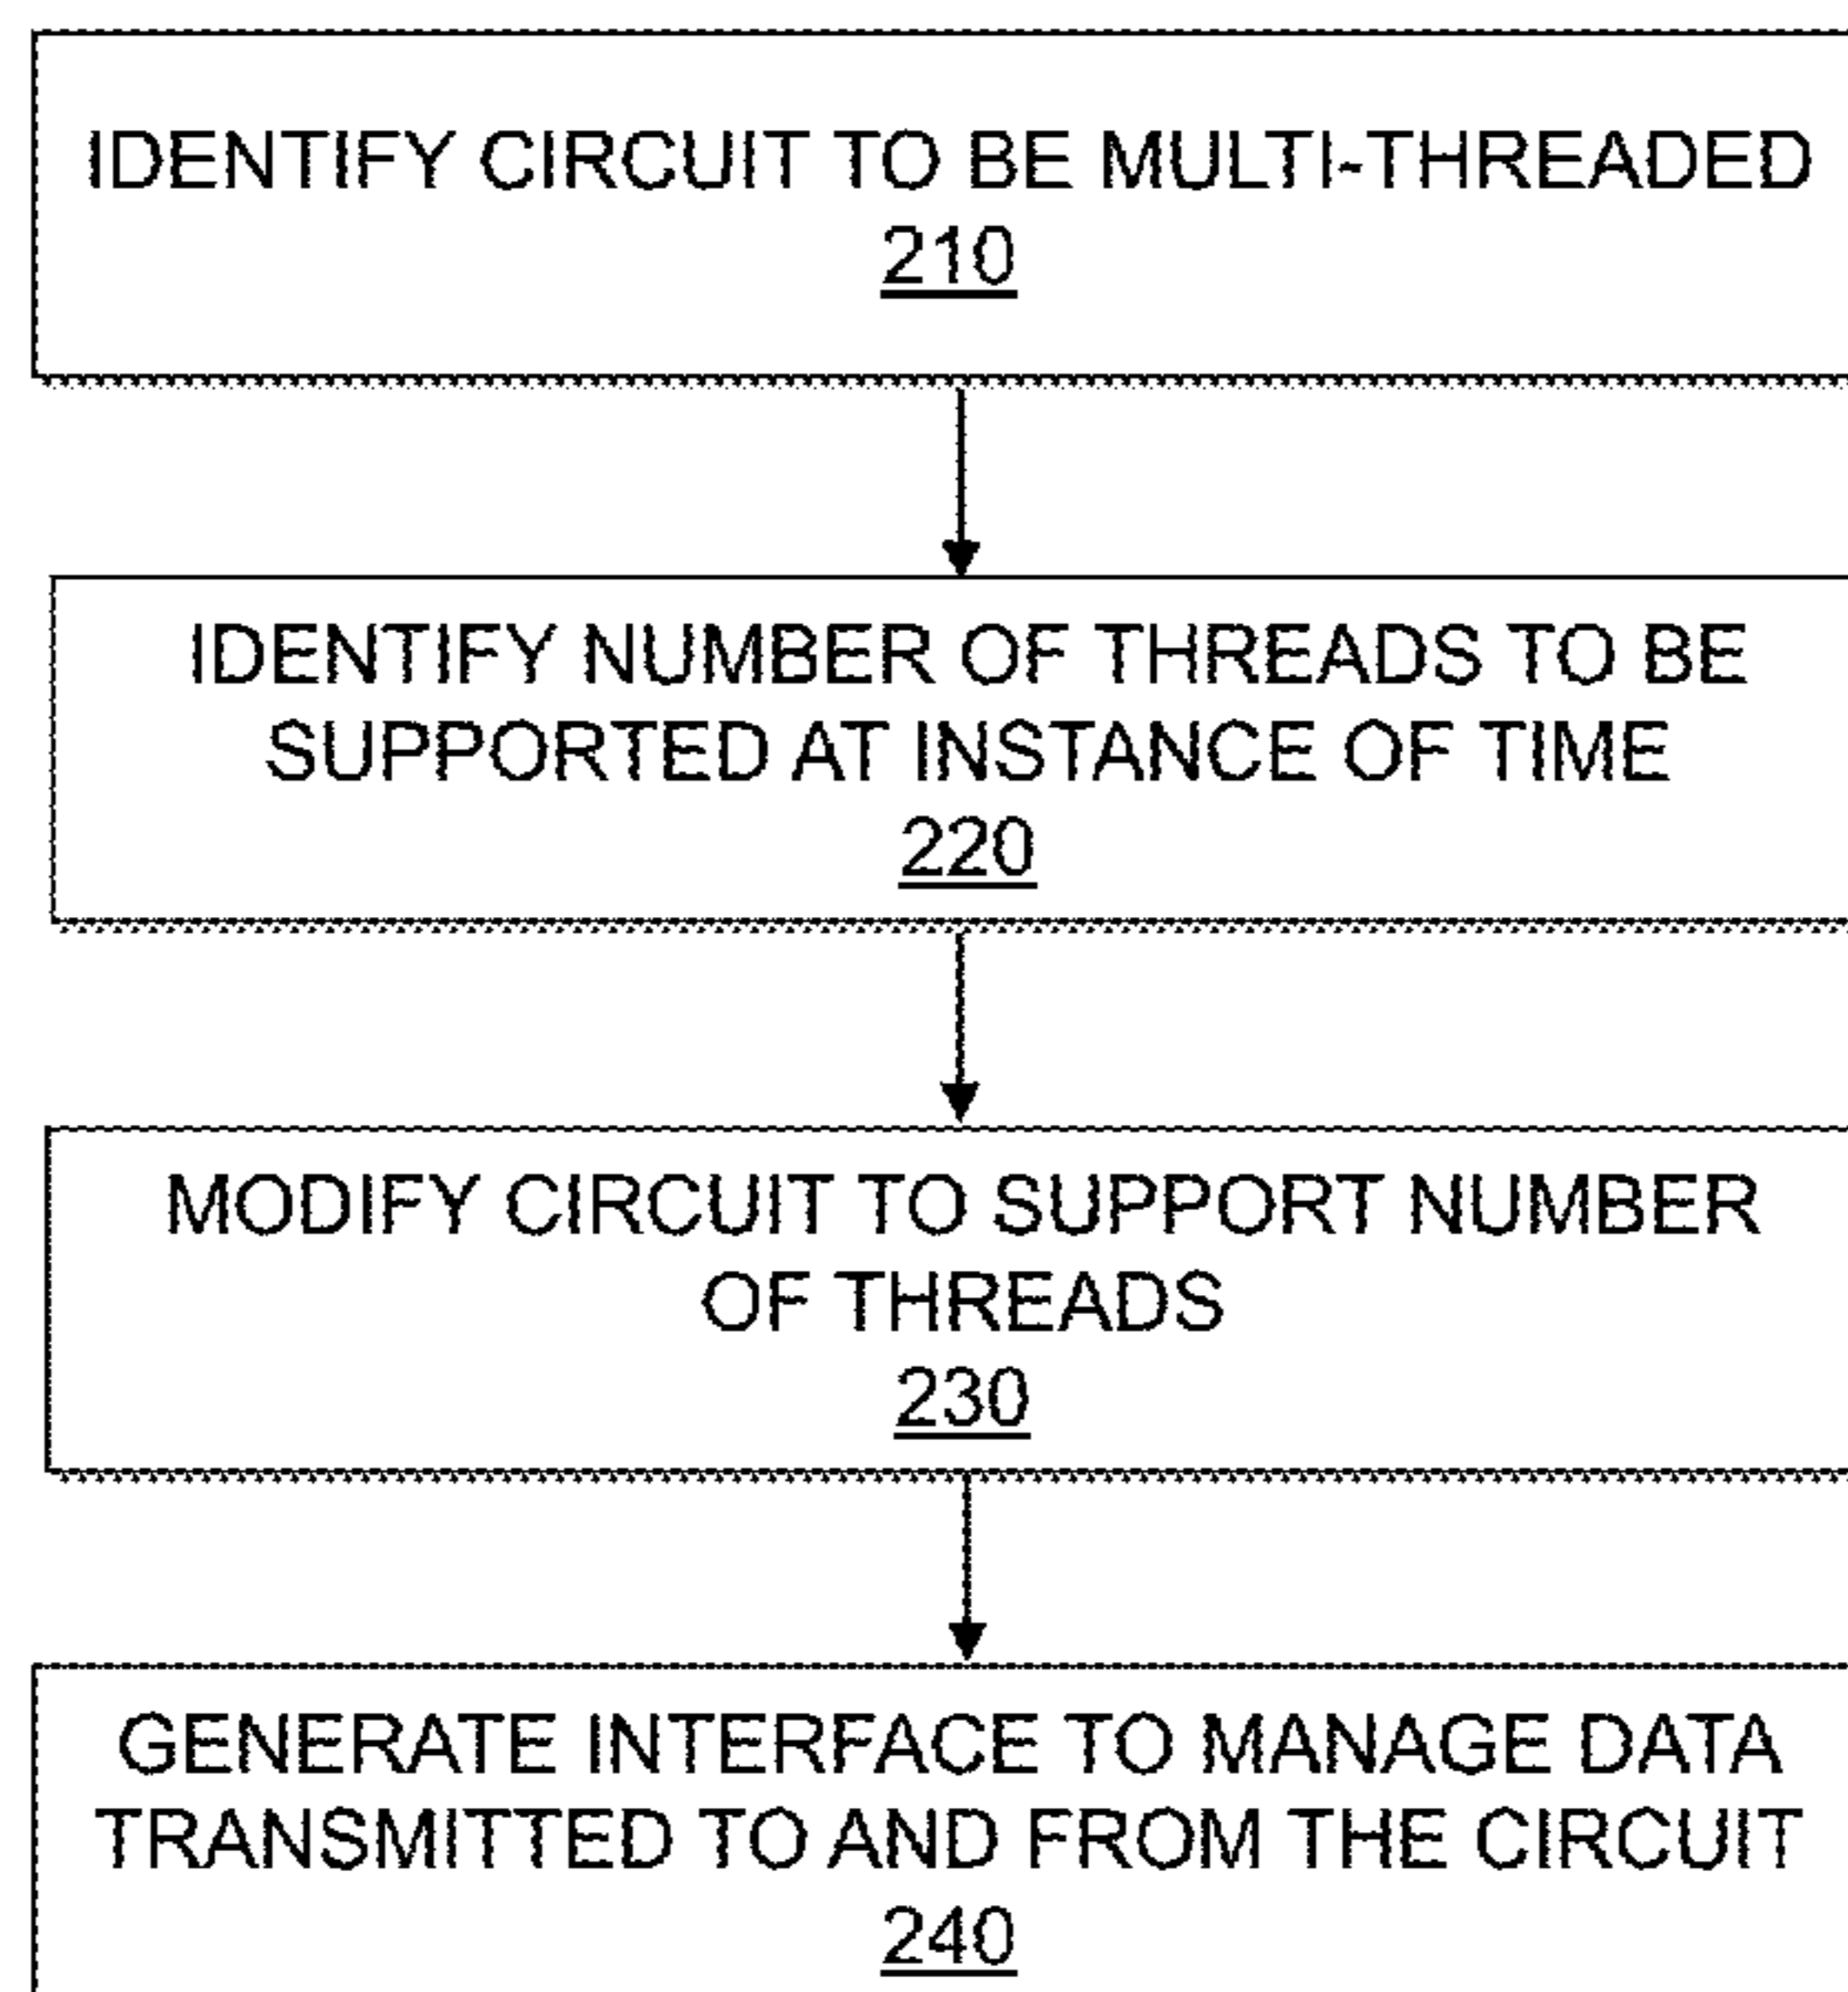 IDENTIFY CIRCUIT TO BE MULTI-THREADED
210
IDENTIFY NUMBER OF THREADS TO BE
SUPPORTED AT INSTANCE OF TIME
220
MODIFY CIRCUIT TO SUPPORT NUMBER
OF THREADS
230
GENERATE INTERFACE TO MANAGE DATA
TRANSMITTED TO AND FROM THE CIRCUIT
240